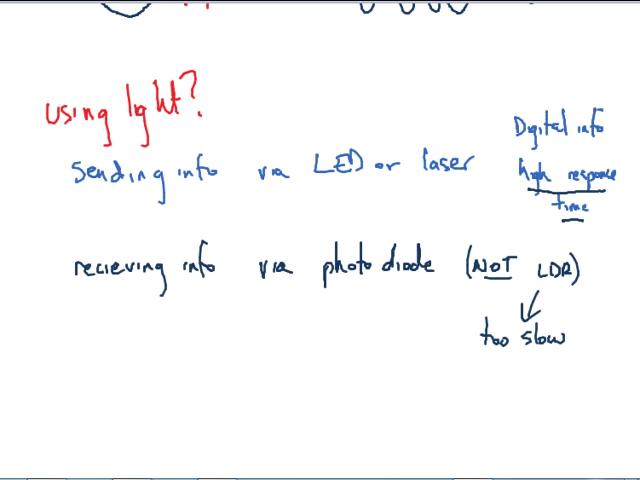 using light?
Sending info via LED or laser
Digital info
high response
time
recieving info via photodiode (NOT LDR)
too slow